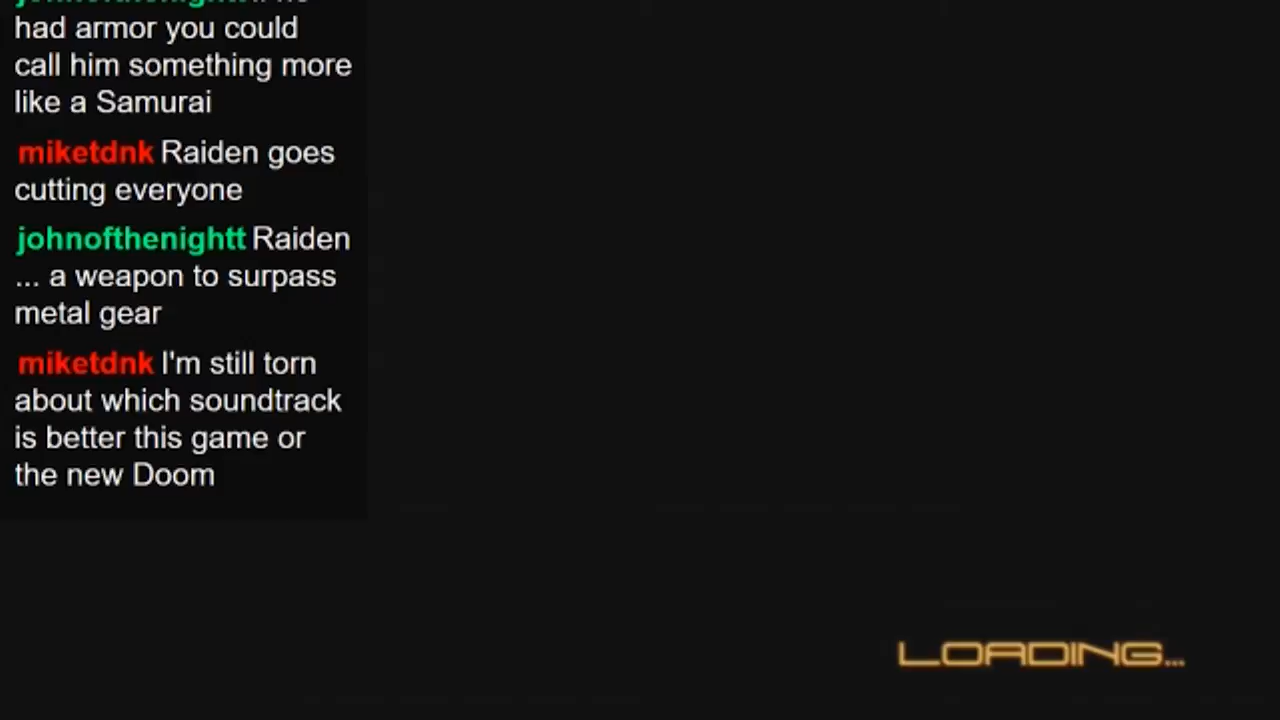 had armor you could
call him something more
like a Samurai
miketdnk Raiden goes
cutting everyone
johnofthenightt Raiden
... a weapon to surpass
metal gear
miketdnk I'm still torn
about which soundtrack
is better this game or
the new Doom
LOADING...